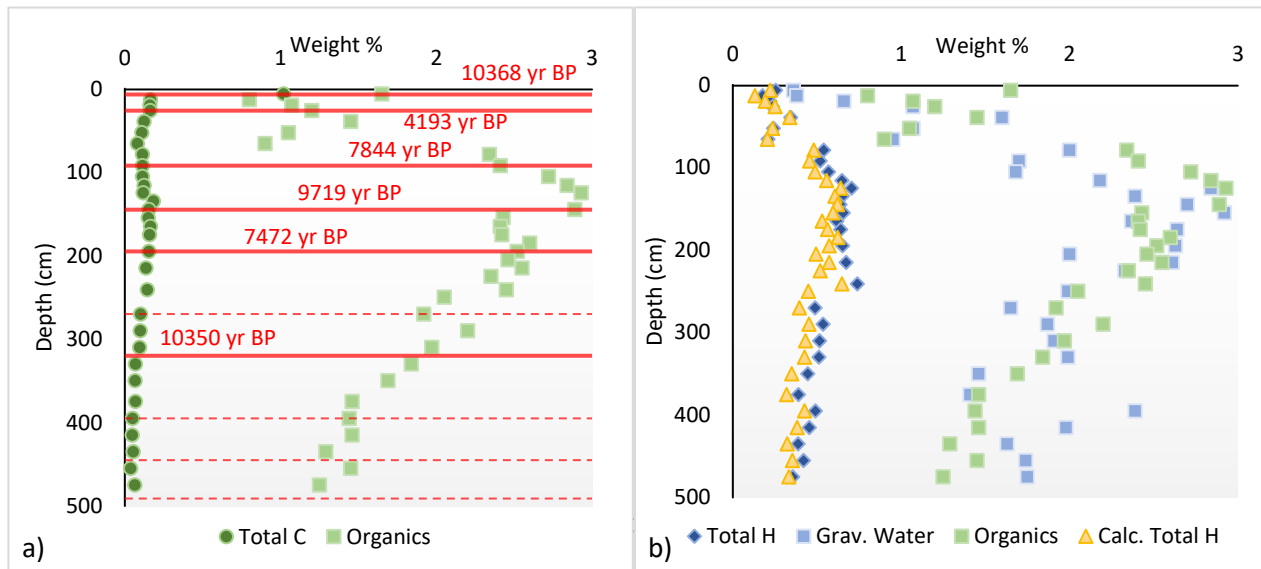 Weight %
0 1 2 3
10368 yr BP
4193 yr BP
7844 yr BP
9719 yr BP
7472 yr BP
10350 yr BP
Depth (cm)
0
100
200
300
400
500
Total C Organics
a)
Weight %
0 1 2 3
Depth (cm)
0
100
200
300
400
500
Total H Grav. Water Organics Calc. Total H
b)